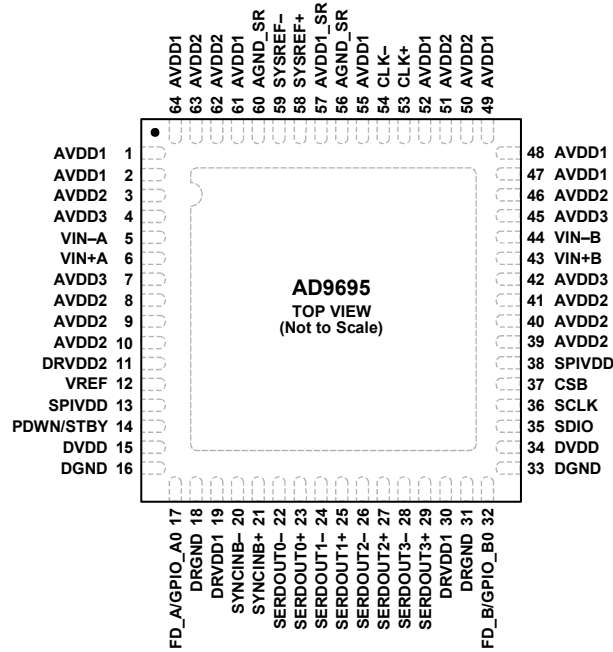 64 AVDD1
63 AVDD2
62 AVDD2
61 AVDD1
60 AGND_SR
59 SYSREF–
58 SYSREF+
57 AVDD1_SR
56 AGND_SR
55 AVDD1
54 CLK–
53 CLK+
52 AVDD1
51 AVDD2
50 AVDD2
49 AVDD1
AVDD1 1
AVDD1 2
AVDD2 3
AVDD3 4
VIN–A 5
VIN+A 6
AVDD3 7
AVDD2 8
AVDD2 9
AVDD2 10
DRVDD2 11
VREF 12
SPIVDD 13
PDWN/STBY 14
DVDD 15
DGND 16
AD9695
TOP VIEW
(Not to Scale)
48 AVDD1
47 AVDD1
46 AVDD2
45 AVDD3
44 VIN–B
43 VIN+B
42 AVDD3
41 AVDD2
40 AVDD2
39 AVDD2
38 SPIVDD
37 CSB
36 SCLK
35 SDIO
34 DVDD
33 DGND
FD_A/GPIO_A0 17
DRGND 18
DRVDD1 19
SYNCINB– 20
SYNCINB+ 21
SERDOUT0– 22
SERDOUT0+ 23
SERDOUT1– 24
SERDOUT1+ 25
SERDOUT2– 26
SERDOUT2+ 27
SERDOUT3– 28
SERDOUT3+ 29
DRVDD1 30
DRGND 31
FD_B/GPIO_B0 32